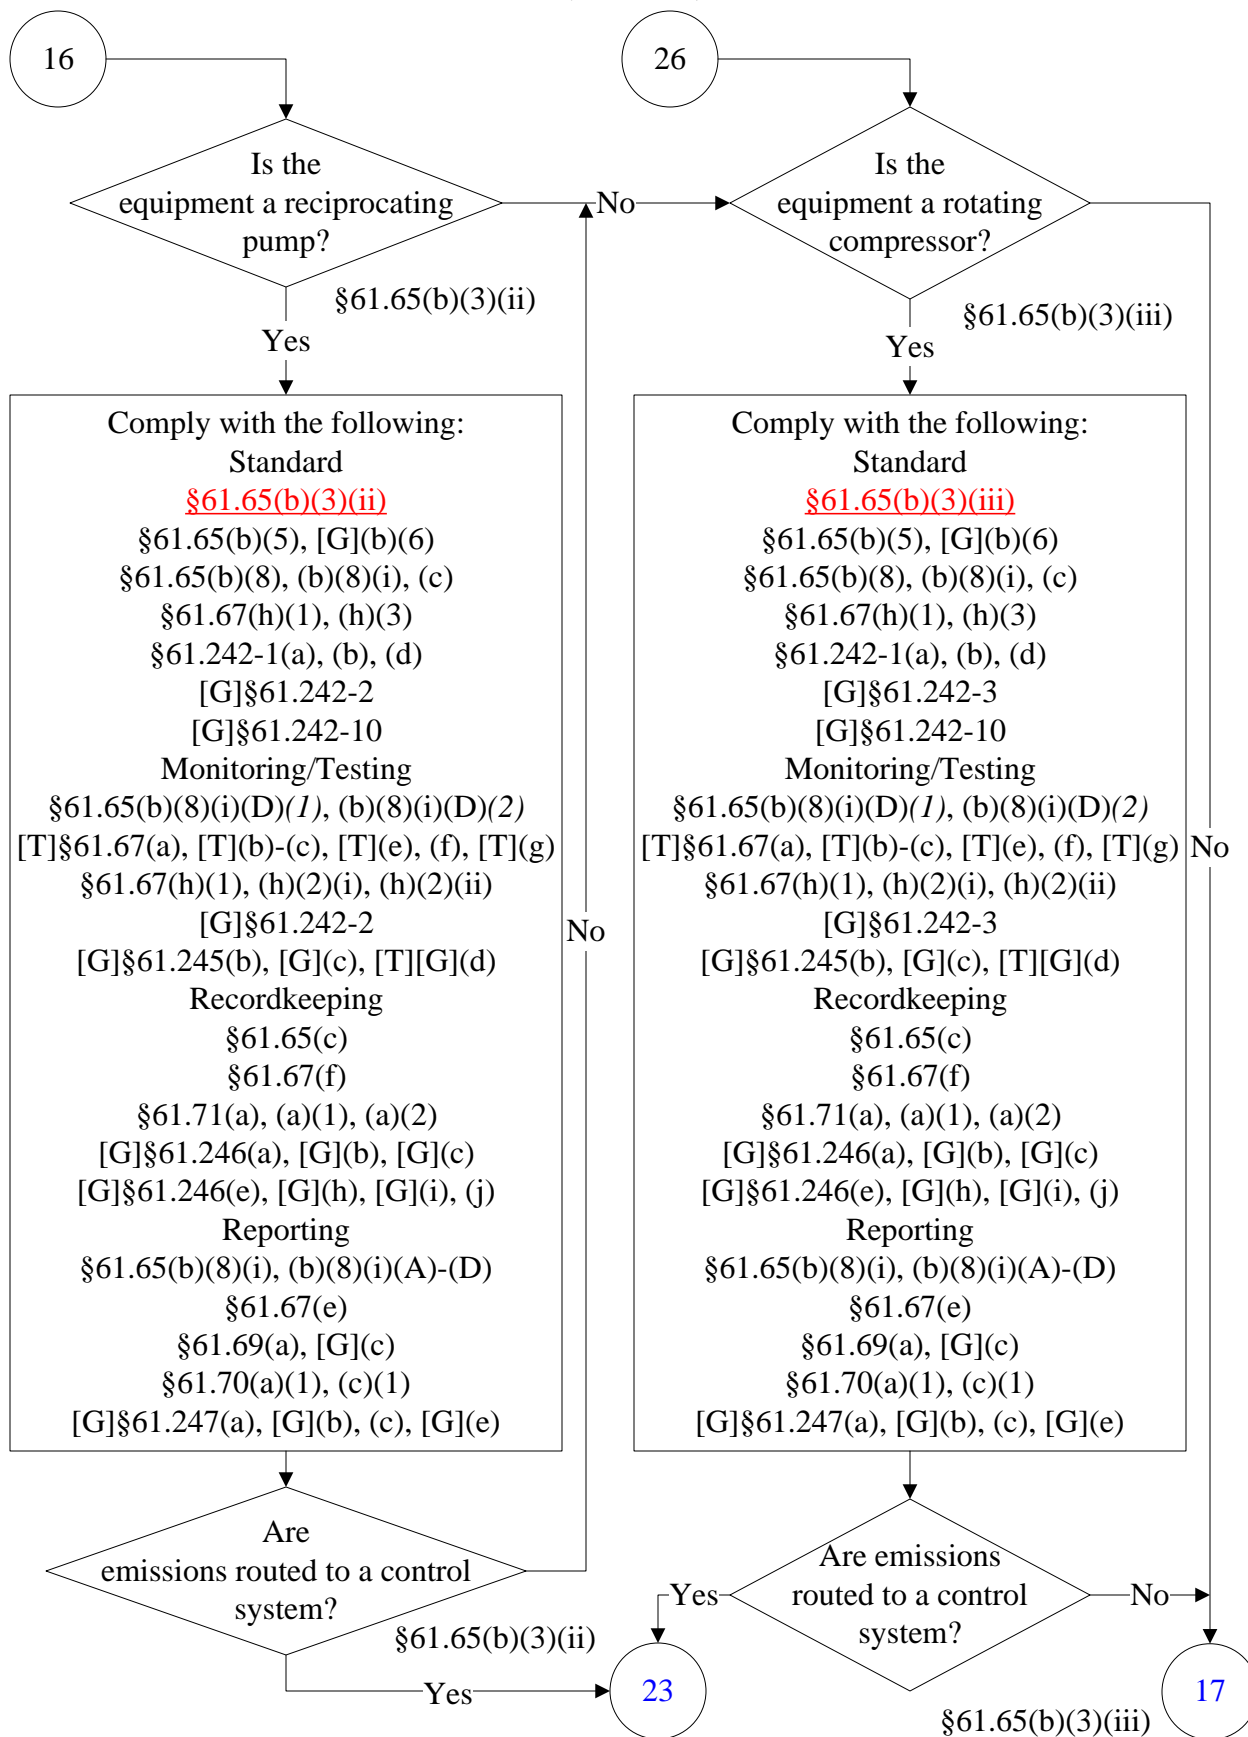 16
Is the
equipment a reciprocating
pump?
§61.65(b)(3)(ii)
No
Yes
Comply with the following:
Standard
§61.65(b)(3)(ii)
§61.65(b)(5), [G](b)(6)
§61.65(b)(8), (b)(8)(i), (c)
§61.67(h)(1), (h)(3)
§61.242-1(a), (b), (d)
[G]§61.242-2
[G]§61.242-10
Monitoring/Testing
§61.65(b)(8)(i)(D)(1), (b)(8)(i)(D)(2)
[T]§61.67(a), [T](b)-(c), [T](e), (f), [T](g)
§61.67(h)(1), (h)(2)(i), (h)(2)(ii)
[G]§61.242-2
[G]§61.245(b), [G](c), [T][G](d)
Recordkeeping
§61.65(c)
§61.67(f)
§61.71(a), (a)(1), (a)(2)
[G]§61.246(a), [G](b), [G](c)
[G]§61.246(e), [G](h), [G](i), (j)
Reporting
§61.65(b)(8)(i), (b)(8)(i)(A)-(D)
§61.67(e)
§61.69(a), [G](c)
§61.70(a)(1), (c)(1)
[G]§61.247(a), [G](b), (c), [G](e)
No
Are
emissions routed to a control
system?
§61.65(b)(3)(ii)
Yes
23
26
Is the
equipment a rotating
compressor?
§61.65(b)(3)(iii)
Yes
Comply with the following:
Standard
§61.65(b)(3)(iii)
§61.65(b)(5), [G](b)(6)
§61.65(b)(8), (b)(8)(i), (c)
§61.67(h)(1), (h)(3)
§61.242-1(a), (b), (d)
[G]§61.242-3
[G]§61.242-10
Monitoring/Testing
§61.65(b)(8)(i)(D)(1), (b)(8)(i)(D)(2)
[T]§61.67(a), [T](b)-(c), [T](e), (f), [T](g)
§61.67(h)(1), (h)(2)(i), (h)(2)(ii)
[G]§61.242-3
[G]§61.245(b), [G](c), [T][G](d)
Recordkeeping
§61.65(c)
§61.67(f)
§61.71(a), (a)(1), (a)(2)
[G]§61.246(a), [G](b), [G](c)
[G]§61.246(e), [G](h), [G](i), (j)
Reporting
§61.65(b)(8)(i), (b)(8)(i)(A)-(D)
§61.67(e)
§61.69(a), [G](c)
§61.70(a)(1), (c)(1)
[G]§61.247(a), [G](b), (c), [G](e)
No
Are emissions
routed to a control
system?
Yes
No
§61.65(b)(3)(iii)
17